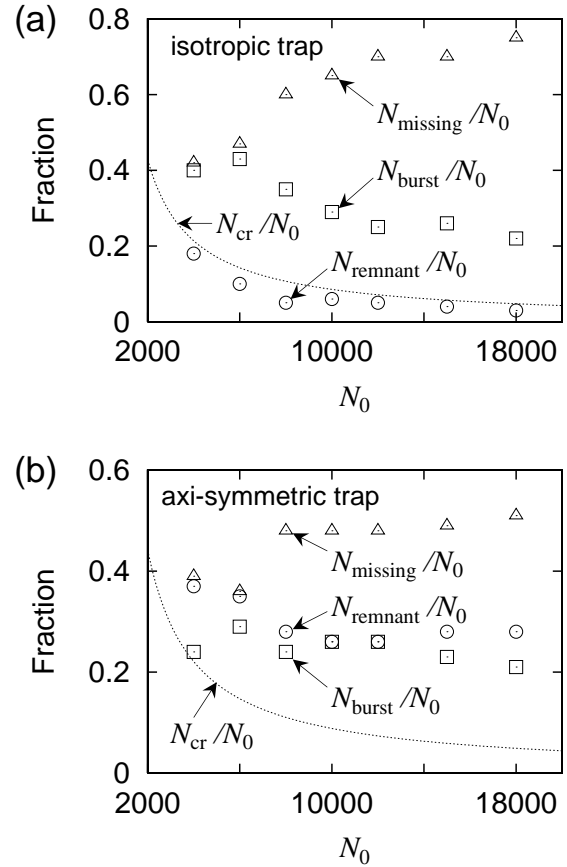 (a)
0.8
0.6
0.4
0.2
0
Fraction
isotropic trap
N_missing /N_0
N_burst /N_0
N_cr /N_0
N_remnant /N_0
2000
10000
18000
N_0
(b)
0.6
0.4
0.2
0
Fraction
axi-symmetric trap
N_missing /N_0
N_remnant /N_0
N_burst /N_0
N_cr /N_0
2000
10000
18000
N_0